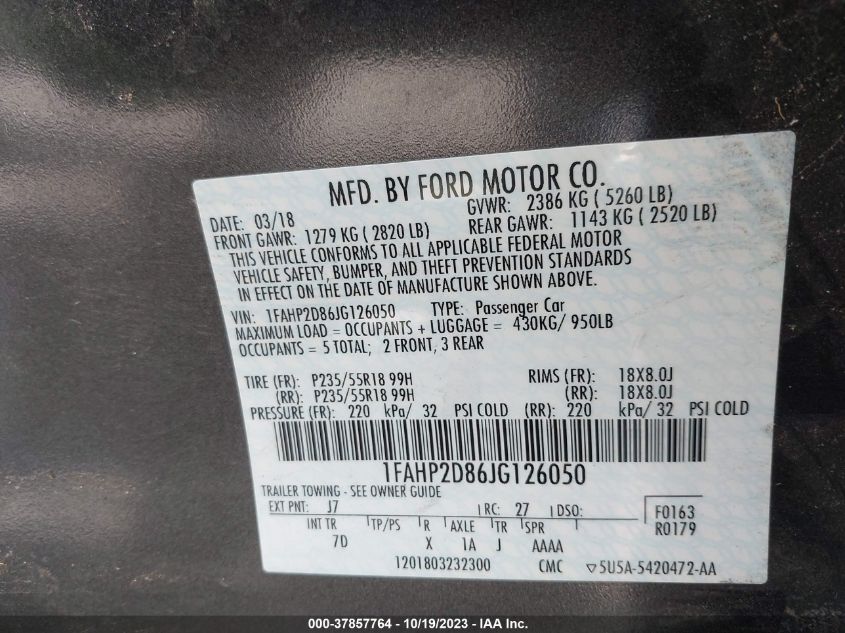 MFD. BY FORD MOTOR CO.
DATE: 03/18 GVWR: 2386 KG ( 5260 LB)
FRONT GAWR: 1279 KG ( 2820 LB) REAR GAWR: 1143 KG ( 2520 LB)
THIS VEHICLE CONFORMS TO ALL APPLICABLE FEDERAL MOTOR
VEHICLE SAFETY, BUMPER, AND THEFT PREVENTION STANDARDS
IN EFFECT ON THE DATE OF MANUFACTURE SHOWN ABOVE.
VIN: 1FAHP2D86JG126050 TYPE: Passenger Car
MAXIMUM LOAD = OCCUPANTS + LUGGAGE = 430KG/ 950LB
OCCUPANTS = 5 TOTAL; 2 FRONT, 3 REAR
TIRE (FR): P235/55R18 99H RIMS (FR): 18X8.0J
(RR): P235/55R18 99H (RR): 18X8.0J
PRESSURE (FR): 220 kPa/ 32 PSI COLD (RR): 220 kPa/ 32 PSI COLD
1FAHP2D86JG126050
TRAILER TOWING - SEE OWNER GUIDE
EXT PNT: J7 RC: 27 DSO: F0163
INT TR TP/PS R AXLE TR SPR R0179
7D X 1A J AAAA
1201803232300 CMC ▽5U5A-5420472-AA
000-37857764 - 10/19/2023 - IAA Inc.